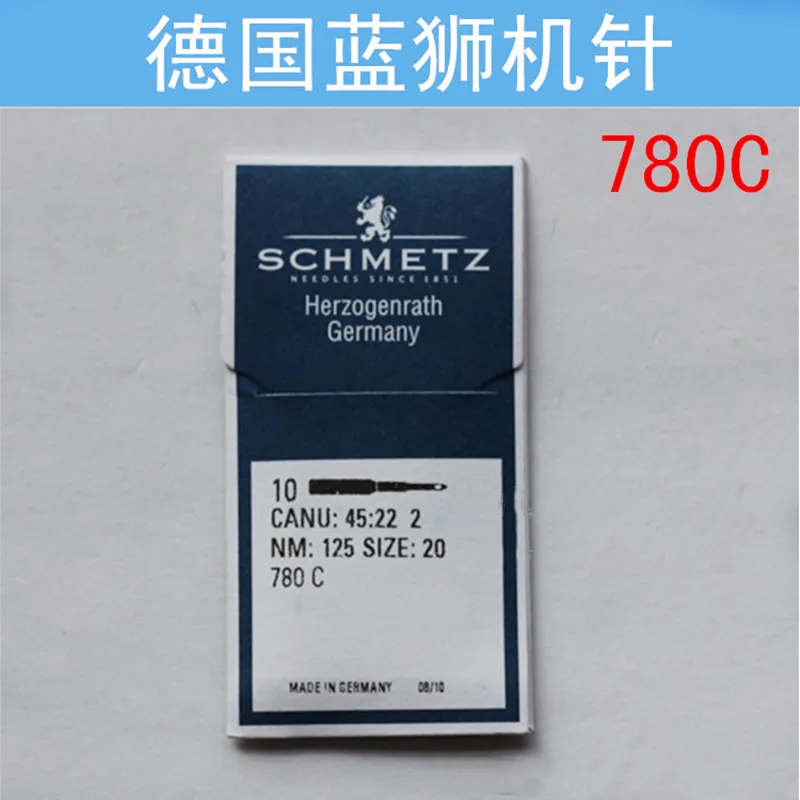 德国蓝狮机针
780C
SCHMETZ
NEEDLES SINCE 1851
Herzogenrath
Germany
10
CANU: 45:22 2
NM: 125 SIZE: 20
780 C
MADE IN GERMANY 08/10